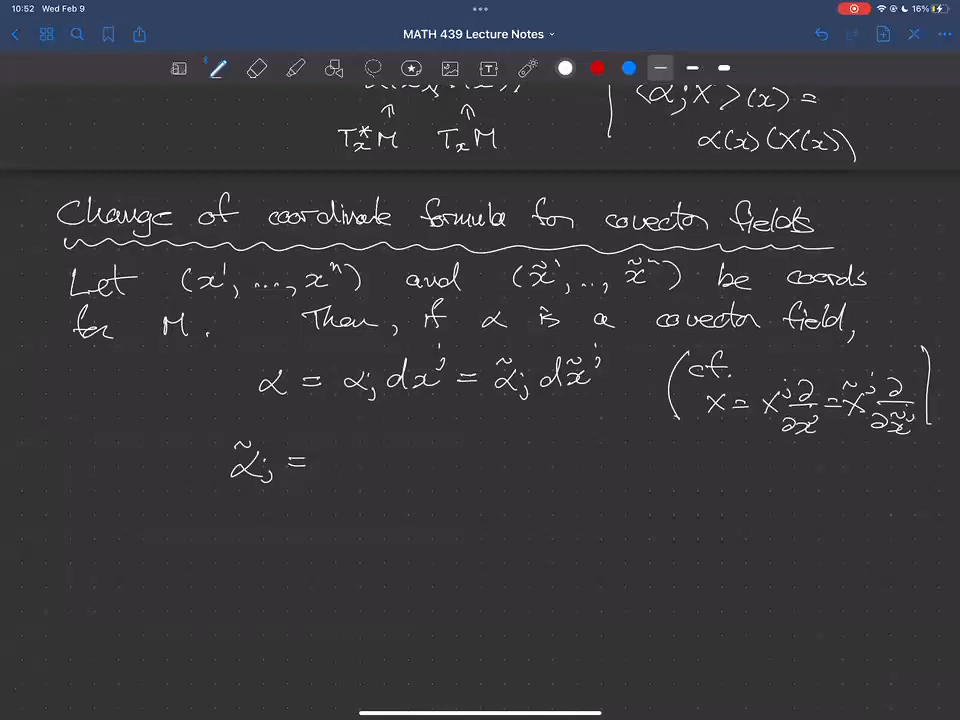 10:52 Wed Feb 9
16%
MATH 439 Lecture Notes
T*ₓM TₓM
⟨α; X⟩(x) =
α(x)(X(x))
Change of coordinate formula for covector fields
Let (x¹, ..., xⁿ) and (x̃¹, .., x̃ⁿ) be coords
for M. Then, if α is a covector field,
α = αⱼ dxʲ = α̃ⱼ dx̃ʲ
(cf.
X = Xʲ ∂/∂xʲ = X̃ʲ ∂/∂x̃ʲ)
α̃ⱼ =